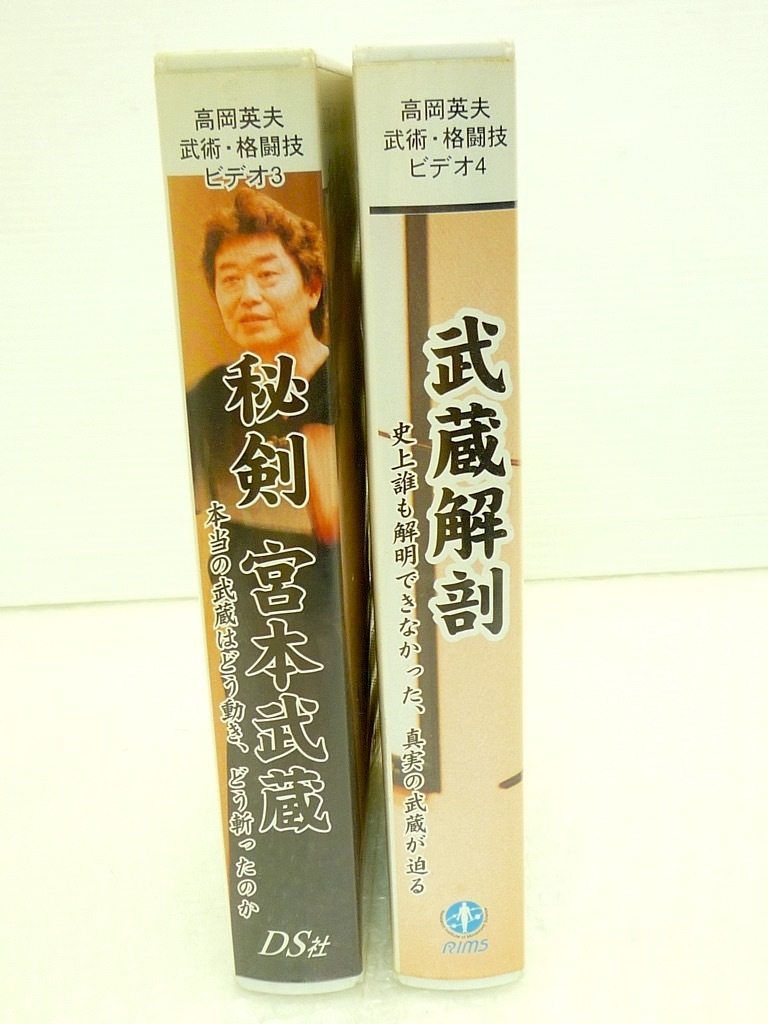 高岡英夫
武術・格闘技
ビデオ3
秘剣 宮本武蔵
本当の武蔵はどう動き、どう斬ったのか
DS社
高岡英夫
武術・格闘技
ビデオ4
武蔵解剖
史上誰も解明できなかった、真実の武蔵が迫る
RIMS